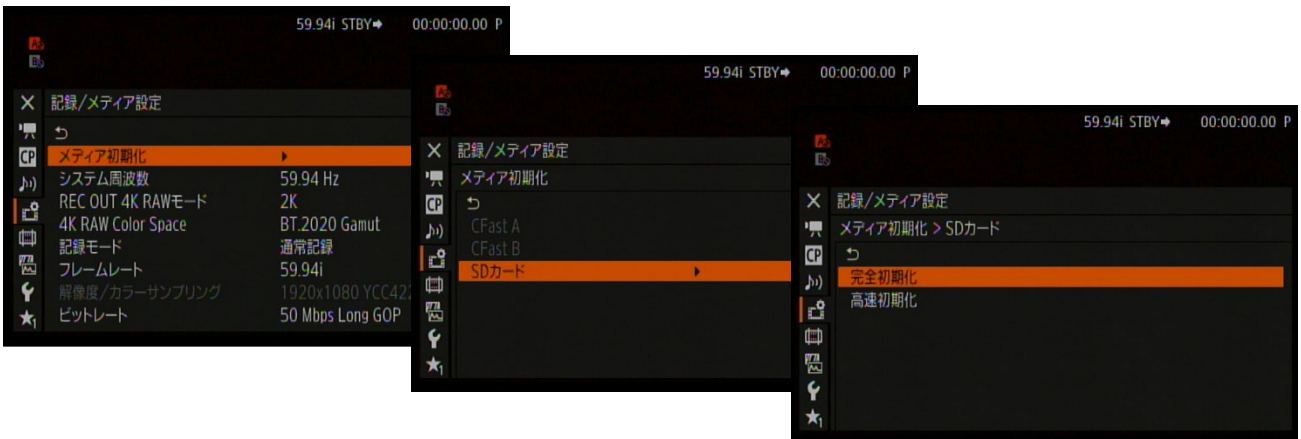 59.94i STBY➡ 00:00:00.00 P
A
B
記録/メディア設定
CP
メディア初期化
システム周波数 59.94 Hz
REC OUT 4K RAWモード 2K
4K RAW Color Space BT.2020 Gamut
記録モード 通常記録
フレームレート 59.94i
解像度/カラーサンプリング 1920x1080 YCC422
ビットレート 50 Mbps Long GOP
★1
59.94i STBY➡ 00:00:00.00 P
A
B
記録/メディア設定
メディア初期化
CP
CFast A
CFast B
SDカード
★1
59.94i STBY➡ 00:00:00.00 P
A
B
記録/メディア設定
メディア初期化 > SDカード
CP
完全初期化
高速初期化
★1